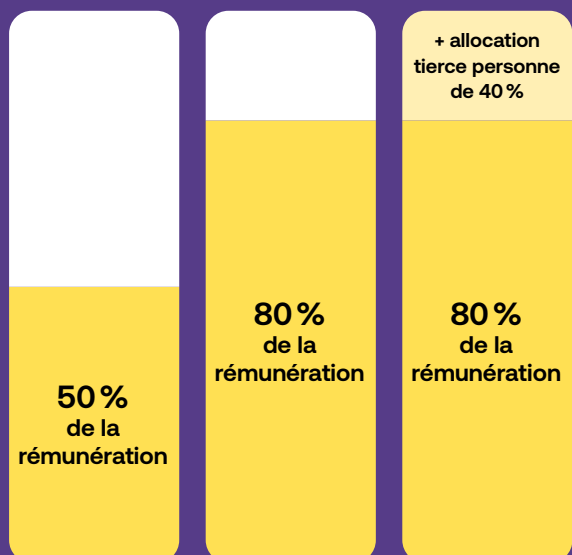 50 %
de la
rémunération
80 %
de la
rémunération
+ allocation
tierce personne
de 40 %
80 %
de la
rémunération